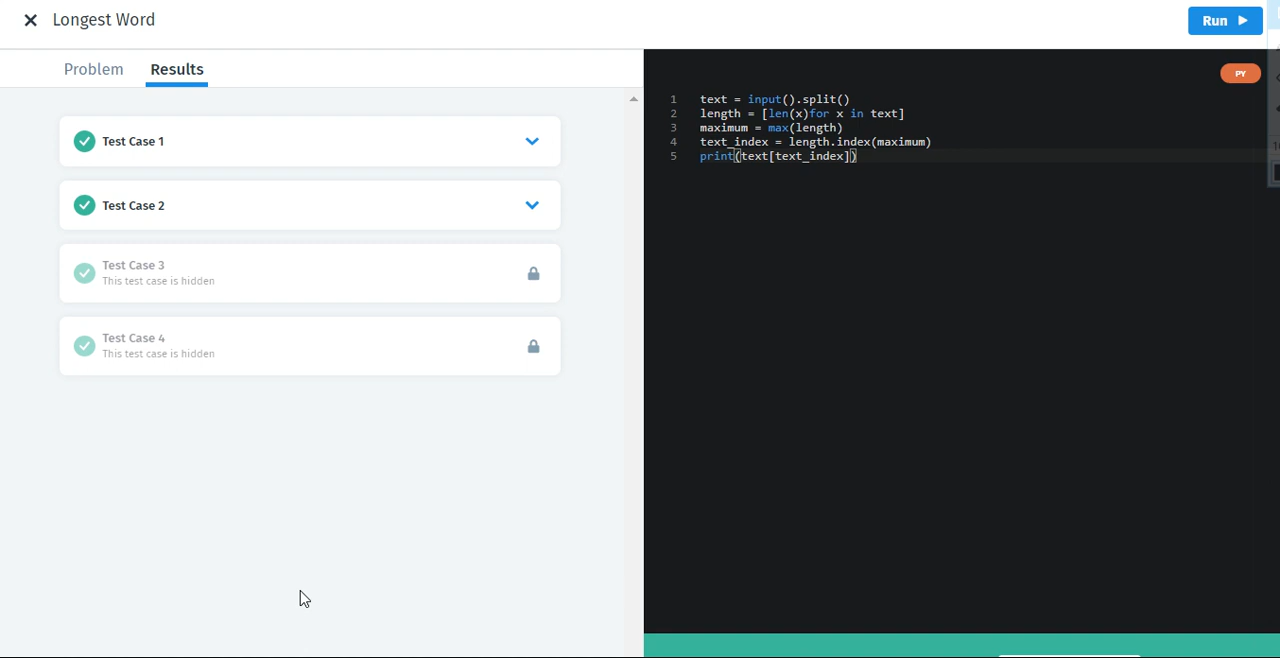 Longest Word
Run
Problem
Results
Test Case 1
Test Case 2
Test Case 3
This test case is hidden
Test Case 4
This test case is hidden
PY
1 text = input().split()
2 length = [len(x)for x in text]
3 maximum = max(length)
4 text_index = length.index(maximum)
5 print(text[text_index])